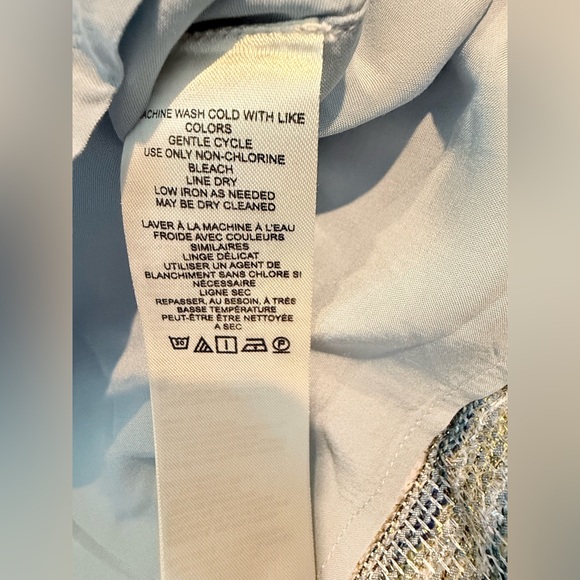 ACHINE WASH COLD WITH LIKE
COLORS
GENTLE CYCLE
USE ONLY NON-CHLORINE
BLEACH
LINE DRY
LOW IRON AS NEEDED
MAY BE DRY CLEANED
LAVER À LA MACHINE À L'EAU
FROIDE AVEC COULEURS
SIMILAIRES
LINGE DÉLICAT
UTILISER UN AGENT DE
BLANCHIMENT SANS CHLORE SI
NÉCESSAIRE
LIGNE SEC
REPASSER, AU BESOIN, À TRÈS
BASSE TEMPÉRATURE
PEUT-ÊTRE ÊTRE NETTOYÉE
A SEC
30 P